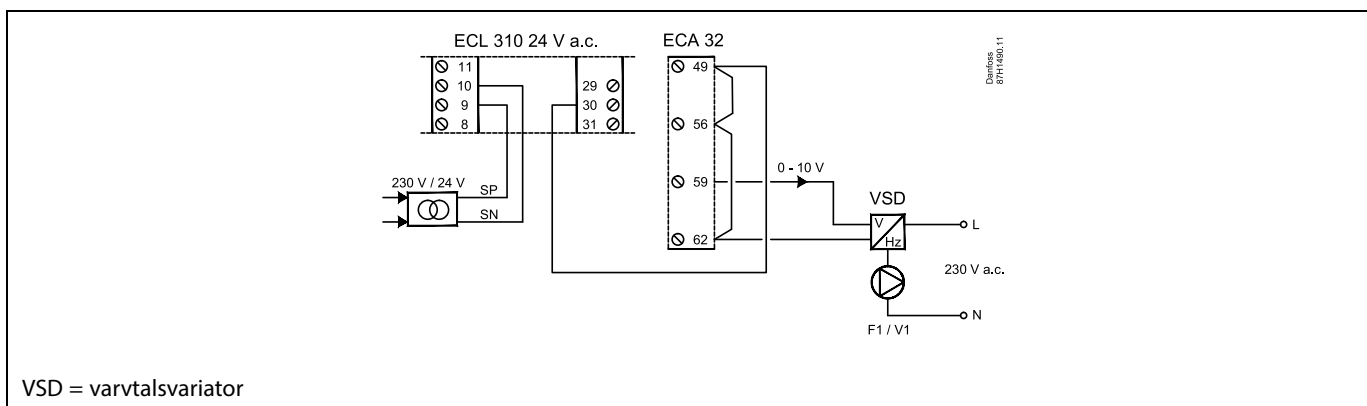 ECL 310 24 V a.c.
ECA 32
Danfoss
87H1490.11
11
10
9
8
29
30
31
49
56
59
62
0 - 10 V
230 V / 24 V
SP
SN
VSD
V
Hz
L
230 V a.c.
N
F1 / V1
VSD = varvtalsvariator